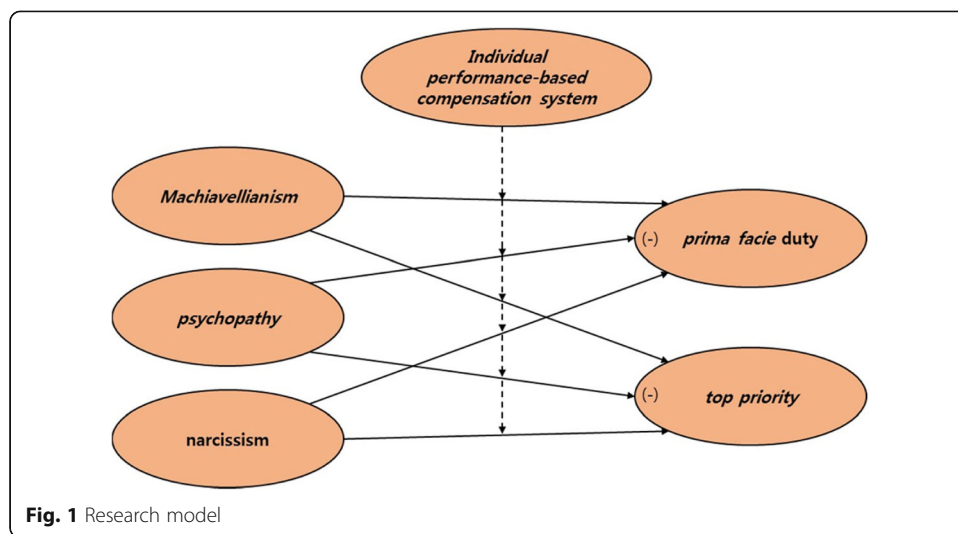 Individual
performance-based
compensation system
Machiavellianism
(-) prima facie duty
psychopathy
(-) top priority
narcissism
Fig. 1 Research model